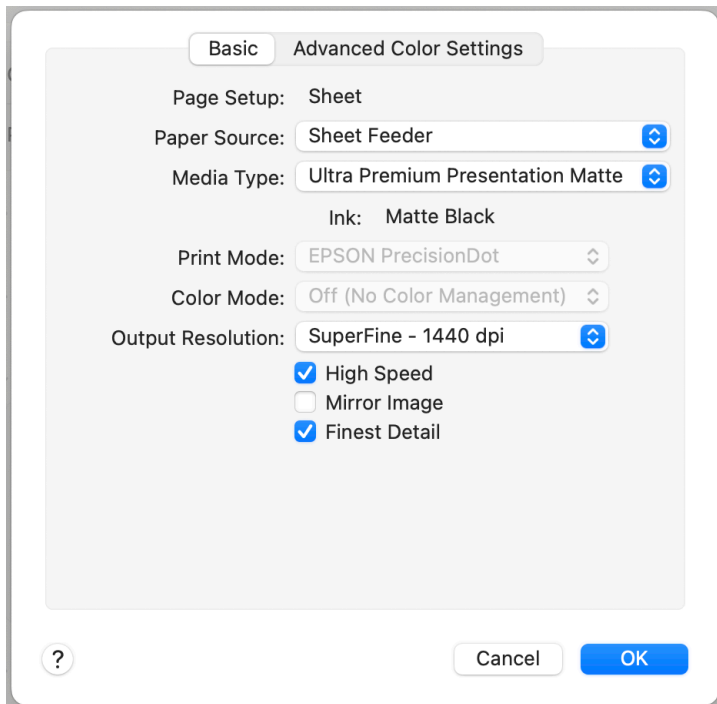 Basic Advanced Color Settings
Page Setup: Sheet
Paper Source: Sheet Feeder
Media Type: Ultra Premium Presentation Matte
Ink: Matte Black
Print Mode: EPSON PrecisionDot
Color Mode: Off (No Color Management)
Output Resolution: SuperFine - 1440 dpi
High Speed
Mirror Image
Finest Detail
? Cancel OK